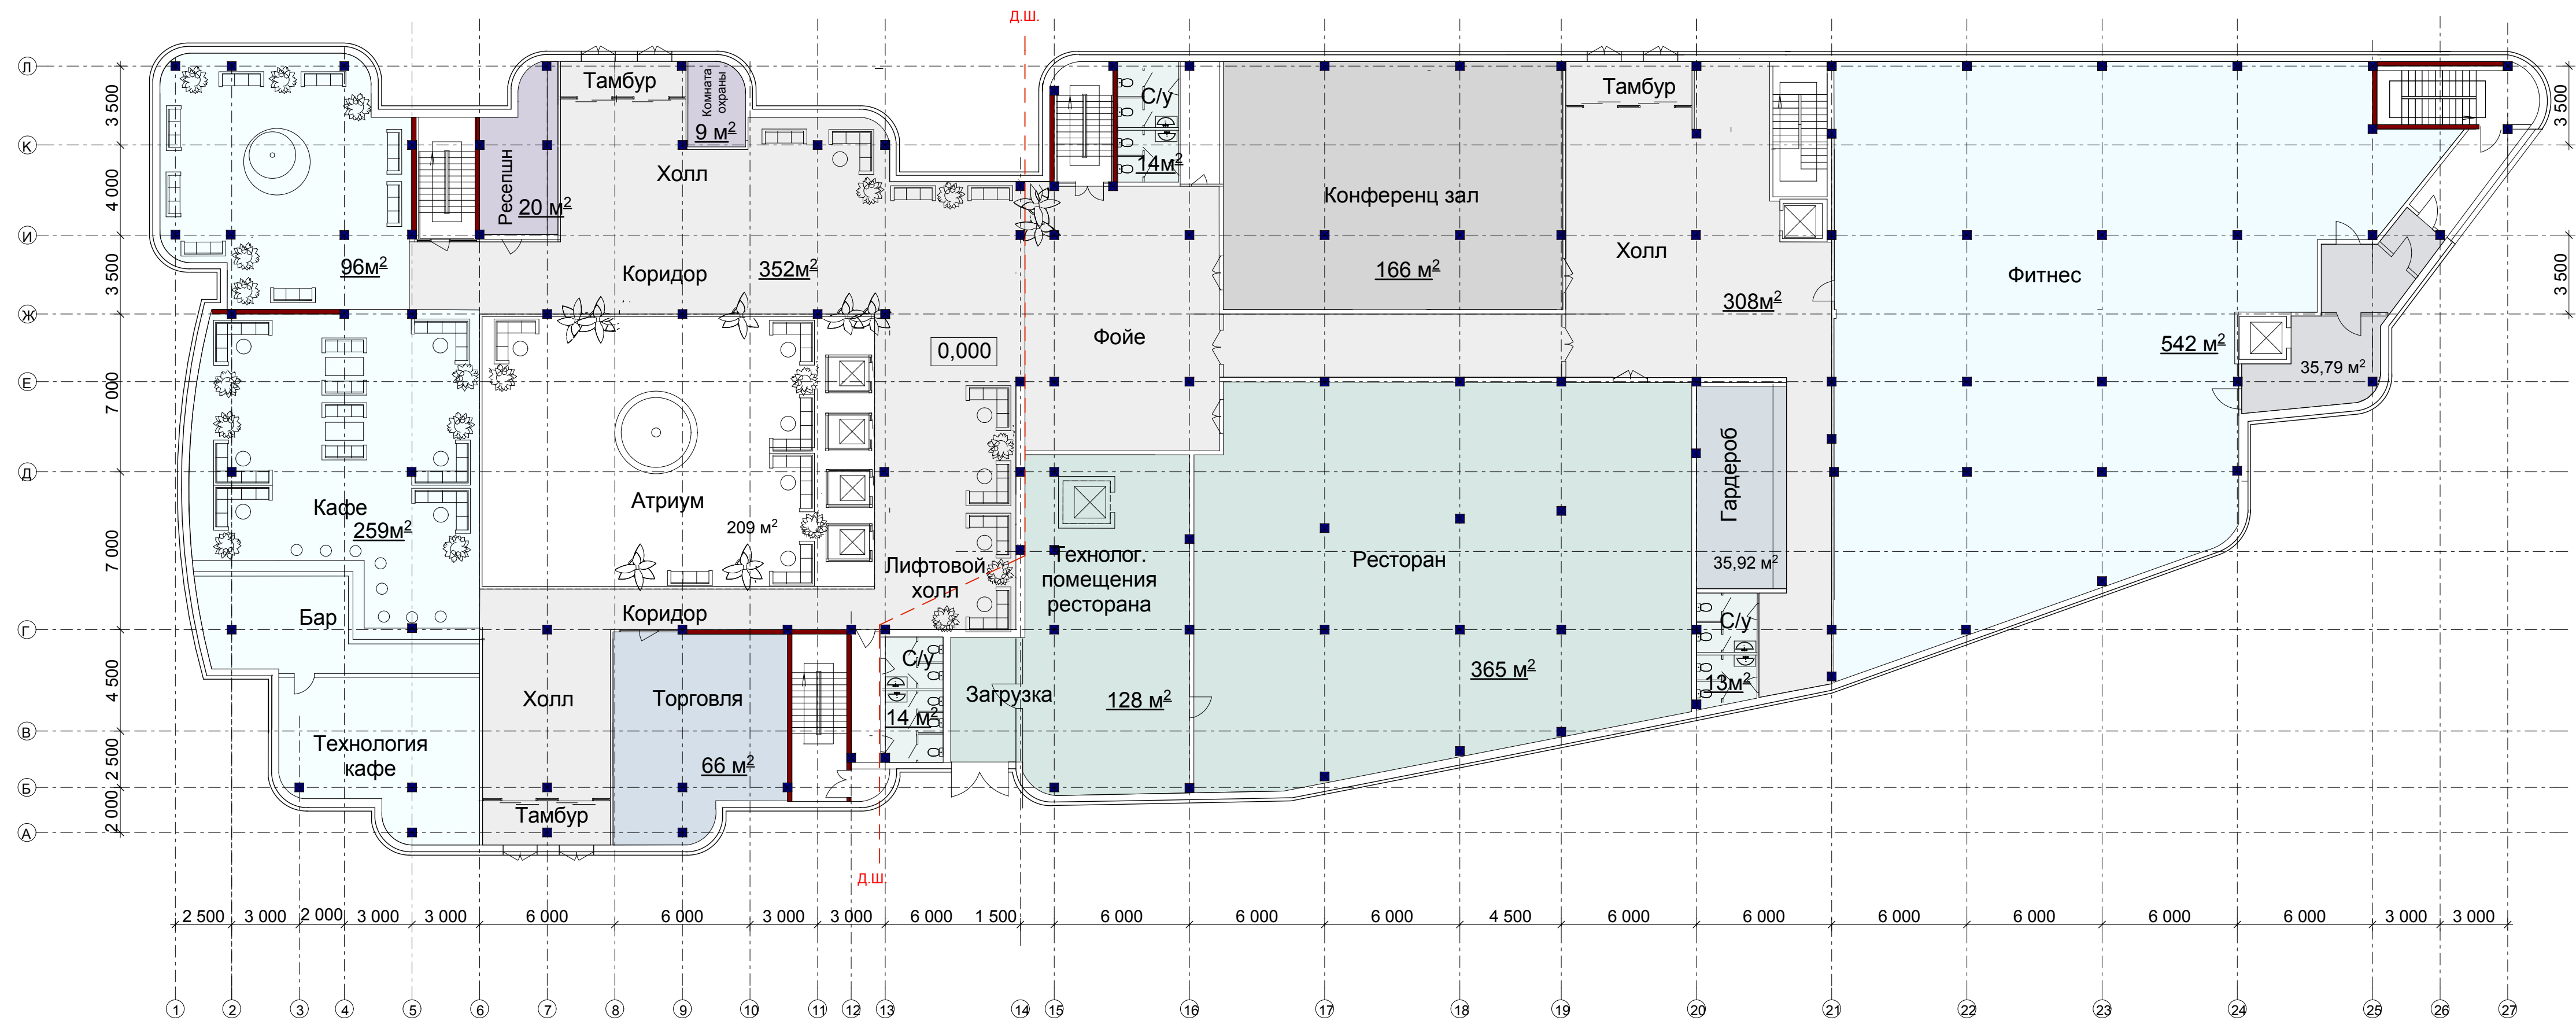 Д.Ш.
Л
К
И
Ж
Е
Д
Г
В
Б
А
3 500
4 000
3 500
7 000
7 000
4 500
2 500
2 000
Тамбур
Комната
охраны
9 м²
Ресепшн
20 м²
Холл
96м²
Коридор
352м²
С/у
14м²
Конференц зал
166 м²
Тамбур
Холл
308м²
Фитнес
542 м²
35,79 м²
3 500
3 500
Фойе
0,000
Кафе
259м²
Атриум
209 м²
Лифтовой
холл
Технолог.
помещения
ресторана
Ресторан
365 м²
Гардероб
35,92 м²
С/у
13м²
Бар
Коридор
Холл
Торговля
66 м²
С/у
14 м²
Загрузка
128 м²
Технология
кафе
Тамбур
Д.Ш.
2 500
3 000
2 000
3 000
3 000
6 000
6 000
3 000
3 000
6 000
1 500
6 000
6 000
6 000
4 500
6 000
6 000
6 000
6 000
6 000
6 000
3 000
3 000
1
2
3
4
5
6
7
8
9
10
11
12
13
14
15
16
17
18
19
20
21
22
23
24
25
26
27